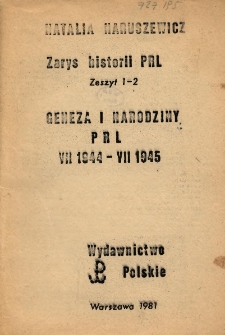 NATALIA NARUSZEWICZ
Zarys historii PRL
Zeszyt 1-2
GENEZA I NARODZINY
PRL
VII 1944 - VII 1945
Wydawnictwo
Polskie
Warszawa 1981